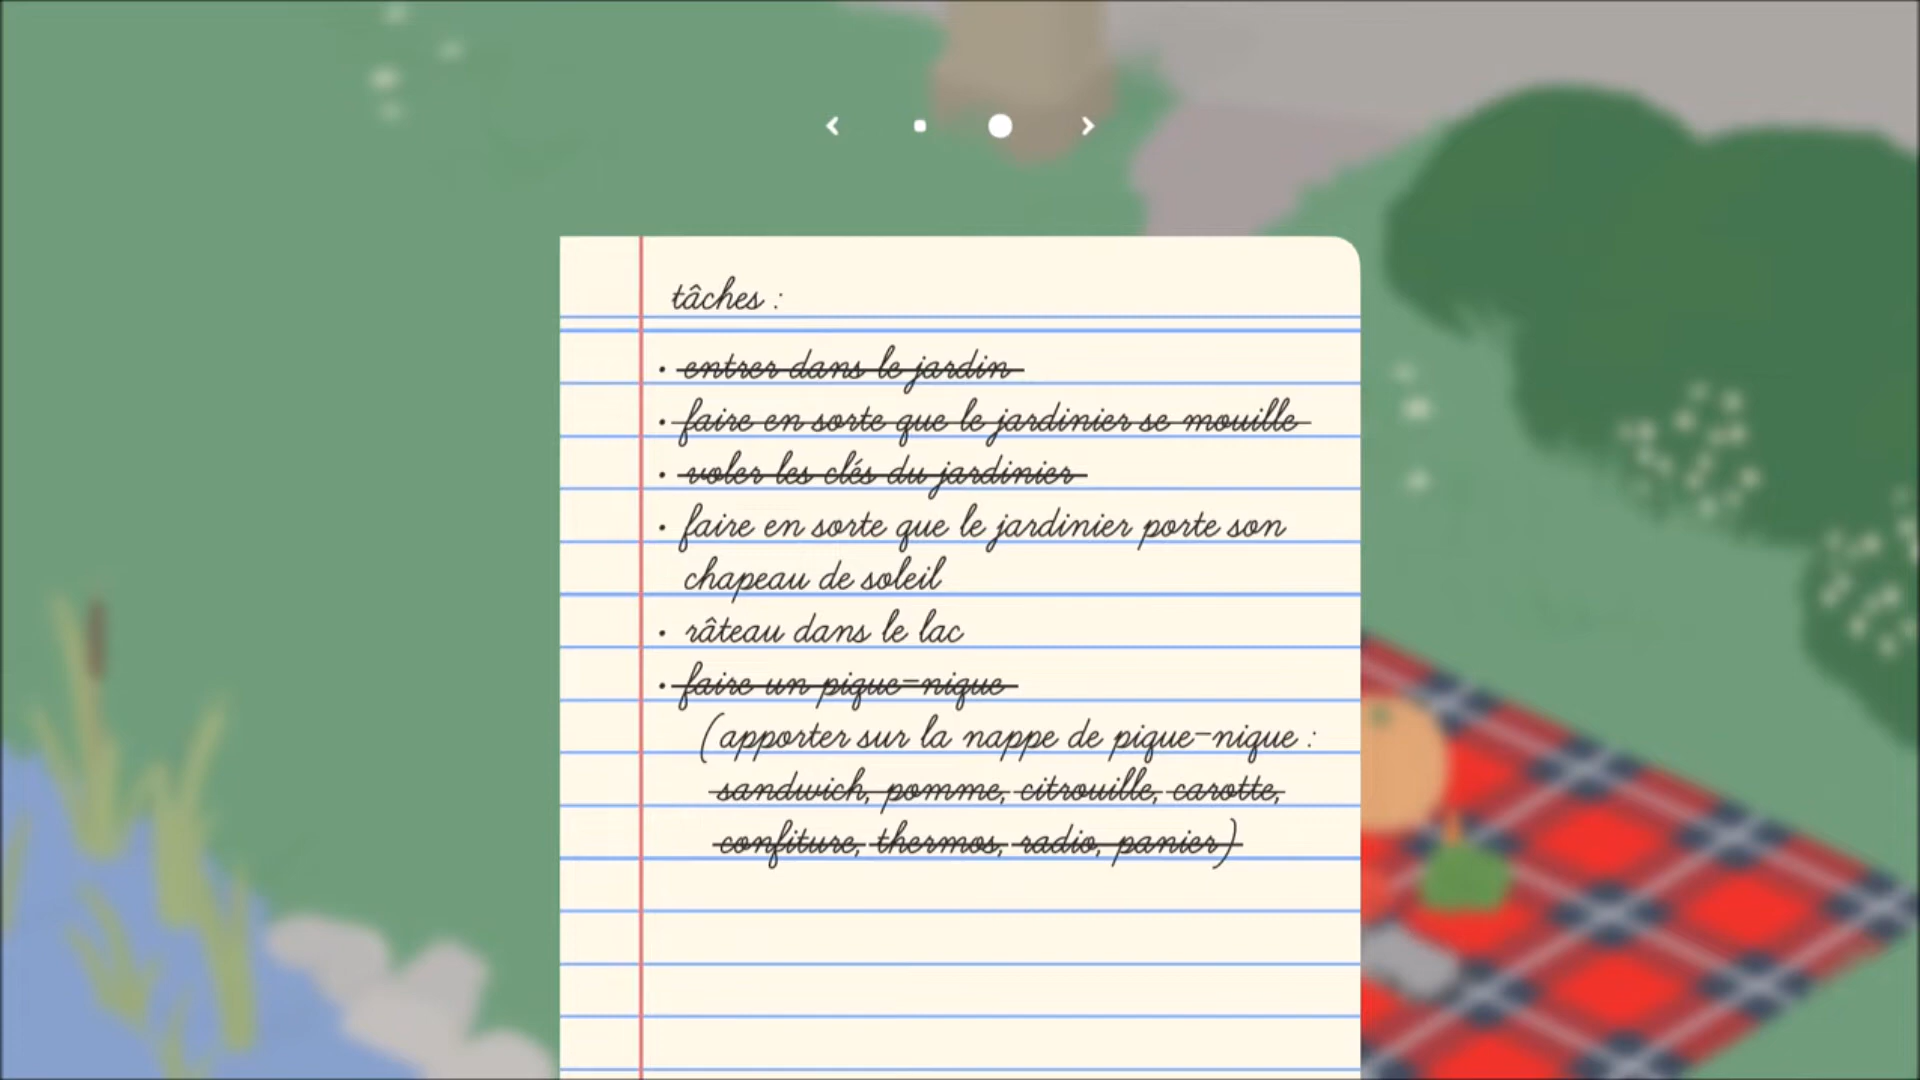 tâches :
• entrer dans le jardin
• faire en sorte que le jardinier se mouille
• voler les clés du jardinier
• faire en sorte que le jardinier porte son
chapeau de soleil
• râteau dans le lac
• faire un pique-nique
(apporter sur la nappe de pique-nique :
sandwich, pomme, citrouille, carotte,
confiture, thermos, radio, panier)